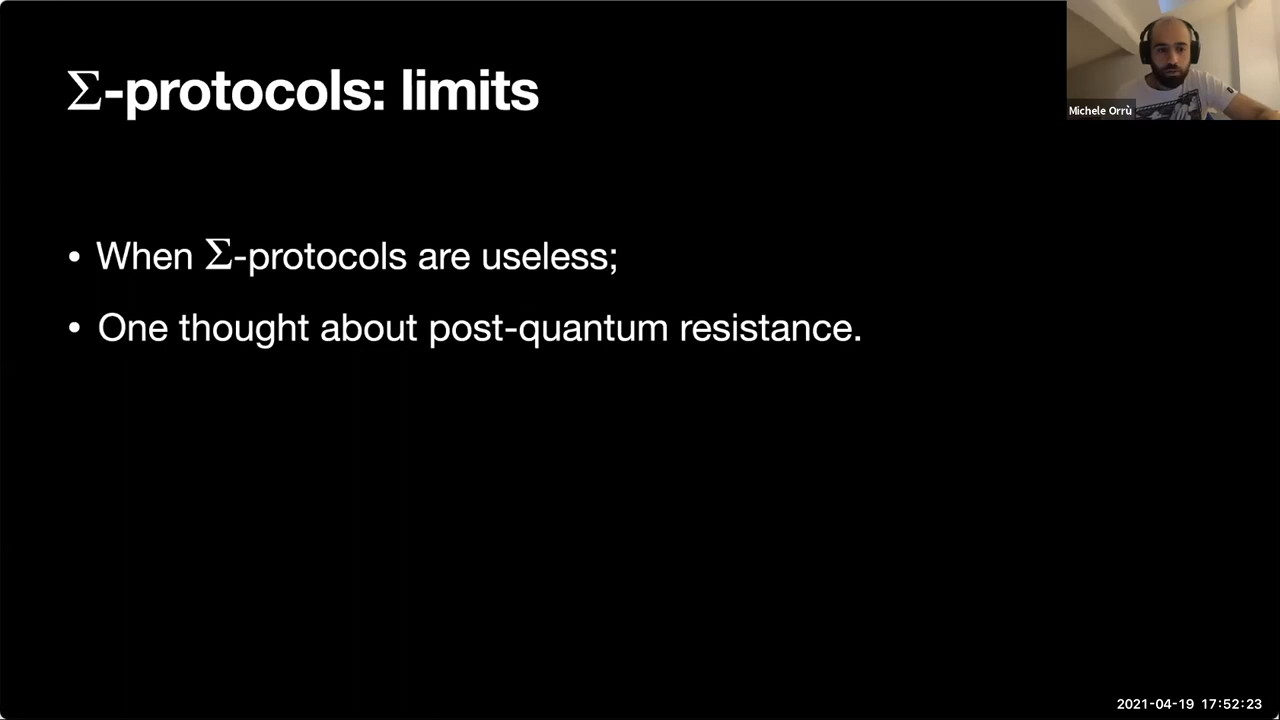 Σ-protocols: limits
Michele Orrù
• When Σ-protocols are useless;
• One thought about post-quantum resistance.
2021-04-19 17:52:23